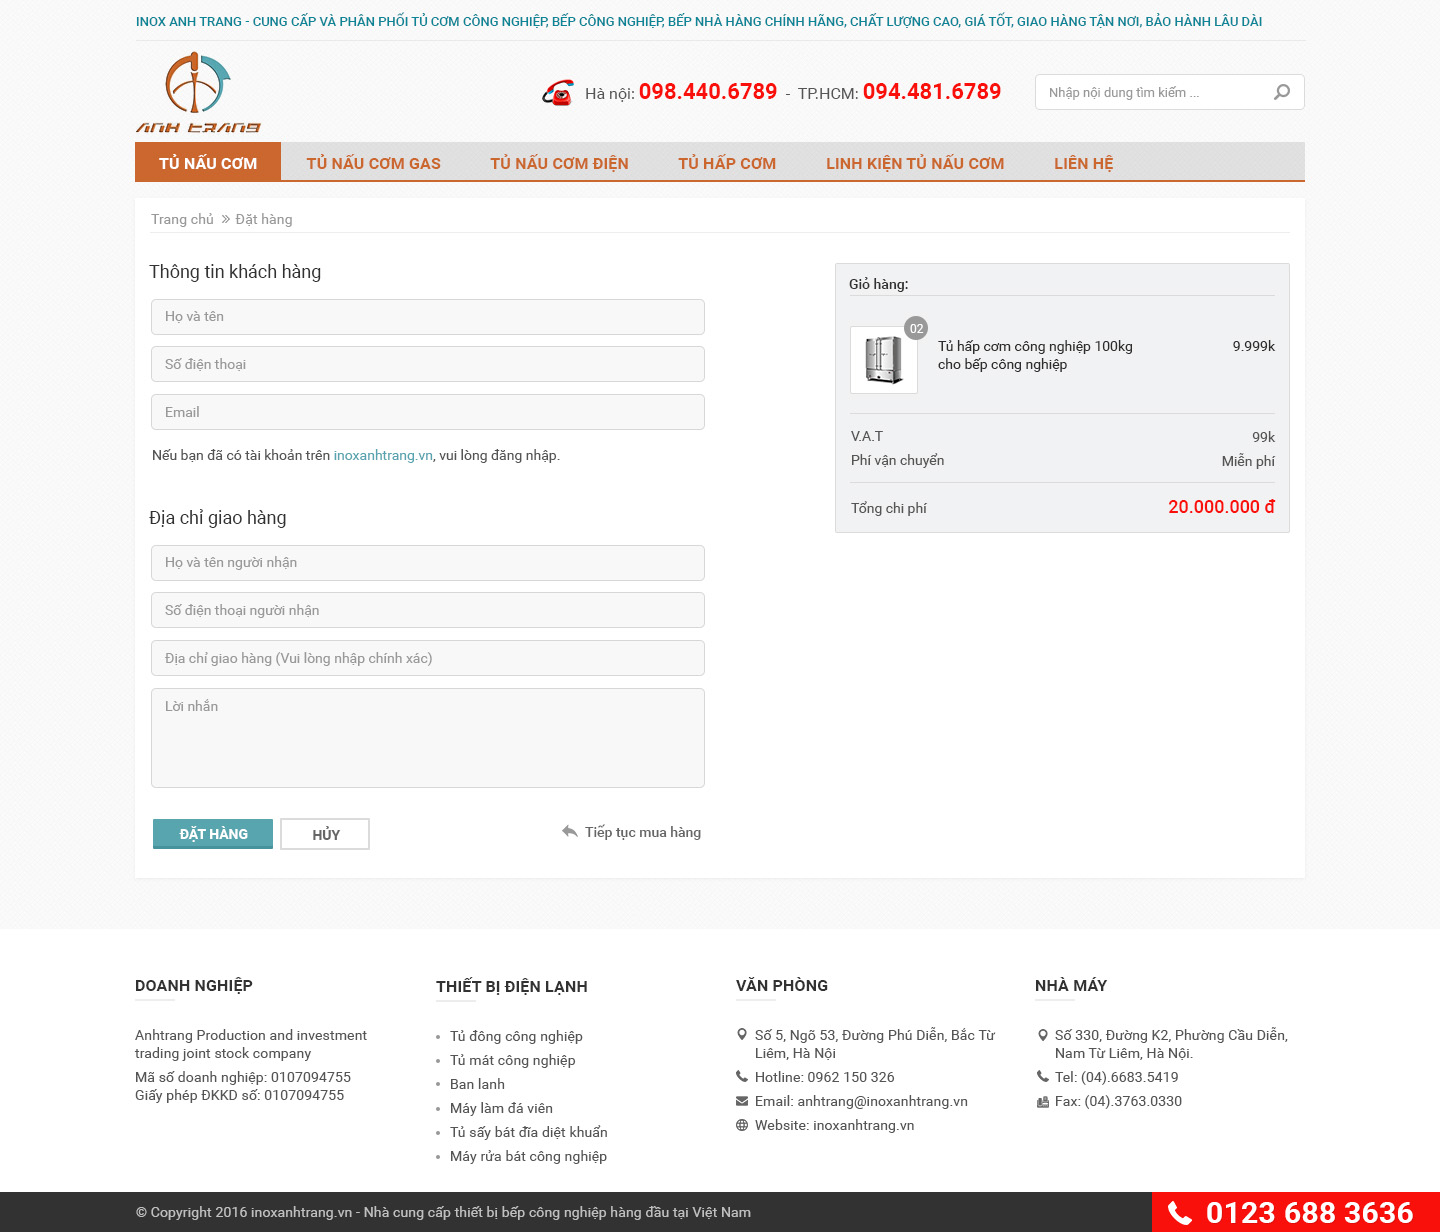 INOX ANH TRANG - CUNG CẤP VÀ PHÂN PHỐI TỦ CƠM CÔNG NGHIỆP, BẾP CÔNG NGHIỆP, BẾP NHÀ HÀNG CHÍNH HÃNG, CHẤT LƯỢNG CAO, GIÁ TỐT, GIAO HÀNG TẬN NƠI, BẢO HÀNH LÂU DÀI
ANH TRANG
Hà nội: 098.440.6789 - TP.HCM: 094.481.6789
Nhập nội dung tìm kiếm ...
TỦ NẤU CƠM
TỦ NẤU CƠM GAS
TỦ NẤU CƠM ĐIỆN
TỦ HẤP CƠM
LINH KIỆN TỦ NẤU CƠM
LIÊN HỆ
Trang chủ » Đặt hàng
Thông tin khách hàng
Họ và tên
Số điện thoại
Email
Nếu bạn đã có tài khoản trên inoxanhtrang.vn, vui lòng đăng nhập.
Địa chỉ giao hàng
Họ và tên người nhận
Số điện thoại người nhận
Địa chỉ giao hàng (Vui lòng nhập chính xác)
Lời nhắn
ĐẶT HÀNG
HỦY
Tiếp tục mua hàng
Giỏ hàng:
02
Tủ hấp cơm công nghiệp 100kg
cho bếp công nghiệp
9.999k
V.A.T
99k
Phí vận chuyển
Miễn phí
Tổng chi phí
20.000.000 đ
DOANH NGHIỆP
Anhtrang Production and investment
trading joint stock company
Mã số doanh nghiệp: 0107094755
Giấy phép ĐKKD số: 0107094755
THIẾT BỊ ĐIỆN LẠNH
Tủ đông công nghiệp
Tủ mát công nghiệp
Ban lanh
Máy làm đá viên
Tủ sấy bát đĩa diệt khuẩn
Máy rửa bát công nghiệp
VĂN PHÒNG
Số 5, Ngõ 53, Đường Phú Diễn, Bắc Từ
Liêm, Hà Nội
Hotline: 0962 150 326
Email: anhtrang@inoxanhtrang.vn
Website: inoxanhtrang.vn
NHÀ MÁY
Số 330, Đường K2, Phường Cầu Diễn,
Nam Từ Liêm, Hà Nội.
Tel: (04).6683.5419
Fax: (04).3763.0330
© Copyright 2016 inoxanhtrang.vn - Nhà cung cấp thiết bị bếp công nghiệp hàng đầu tại Việt Nam
0123 688 3636